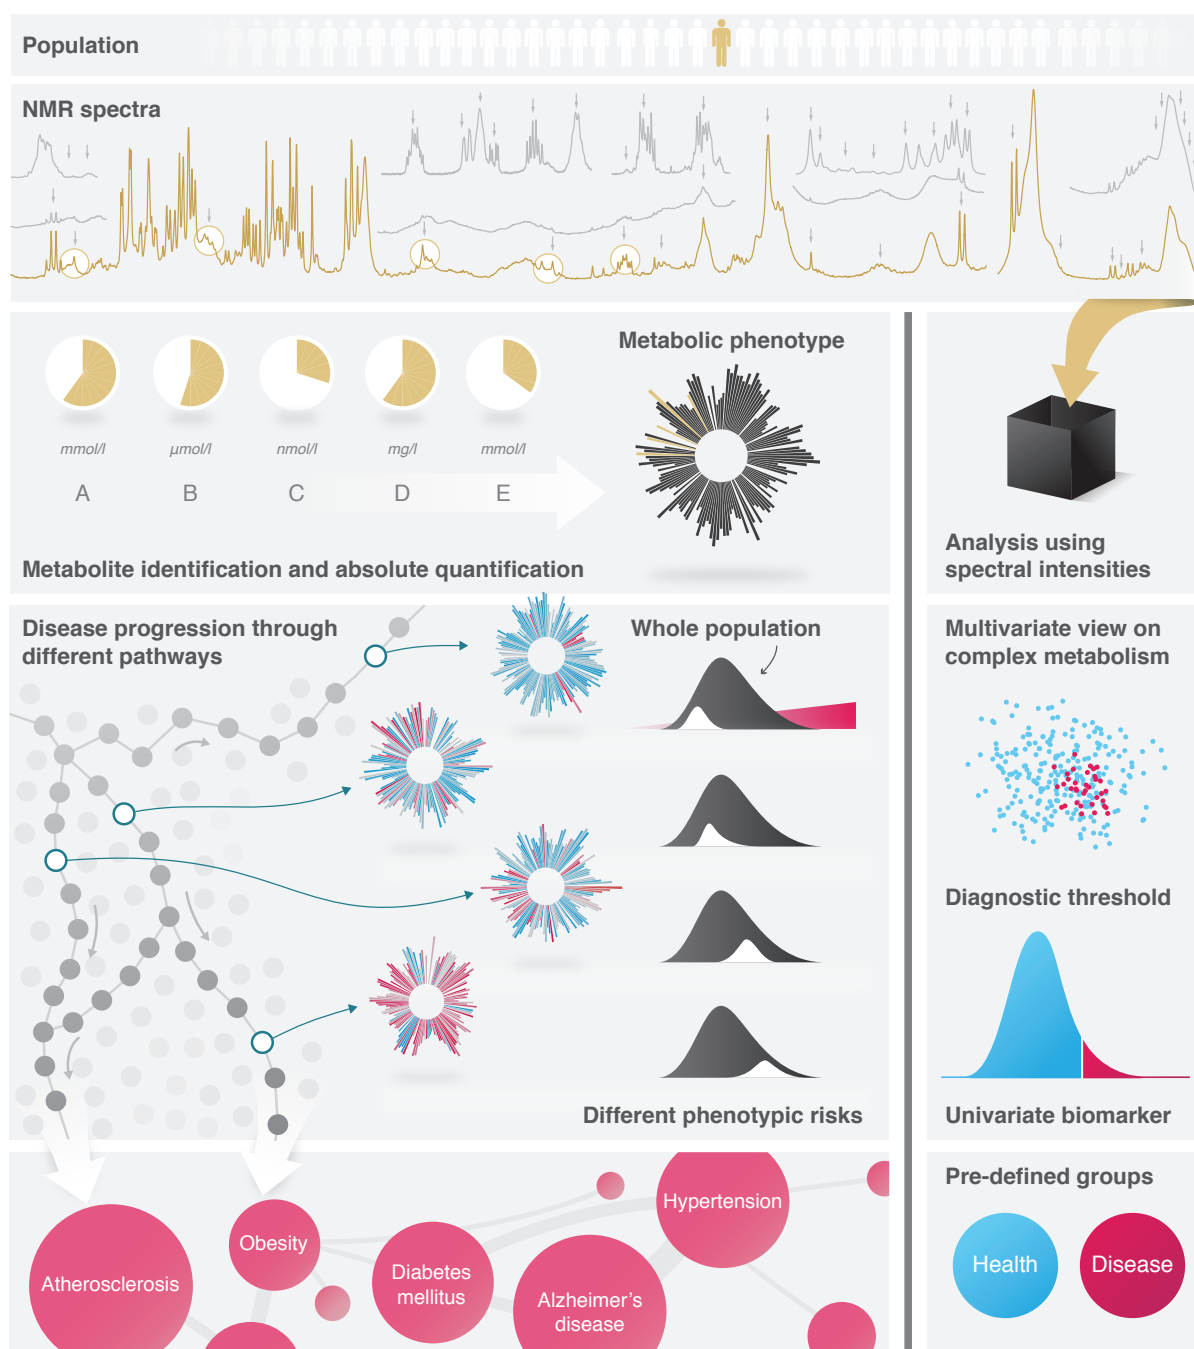 Population
NMR spectra
Metabolic phenotype
mmol/l
µmol/l
nmol/l
mg/l
mmol/l
A
B
C
D
E
Metabolite identification and absolute quantification
Analysis using
spectral intensities
Disease progression through
different pathways
Whole population
Different phenotypic risks
Multivariate view on
complex metabolism
Diagnostic threshold
Univariate biomarker
Atherosclerosis
Obesity
Diabetes
mellitus
Alzheimer’s
disease
Hypertension
Pre-defined groups
Health
Disease